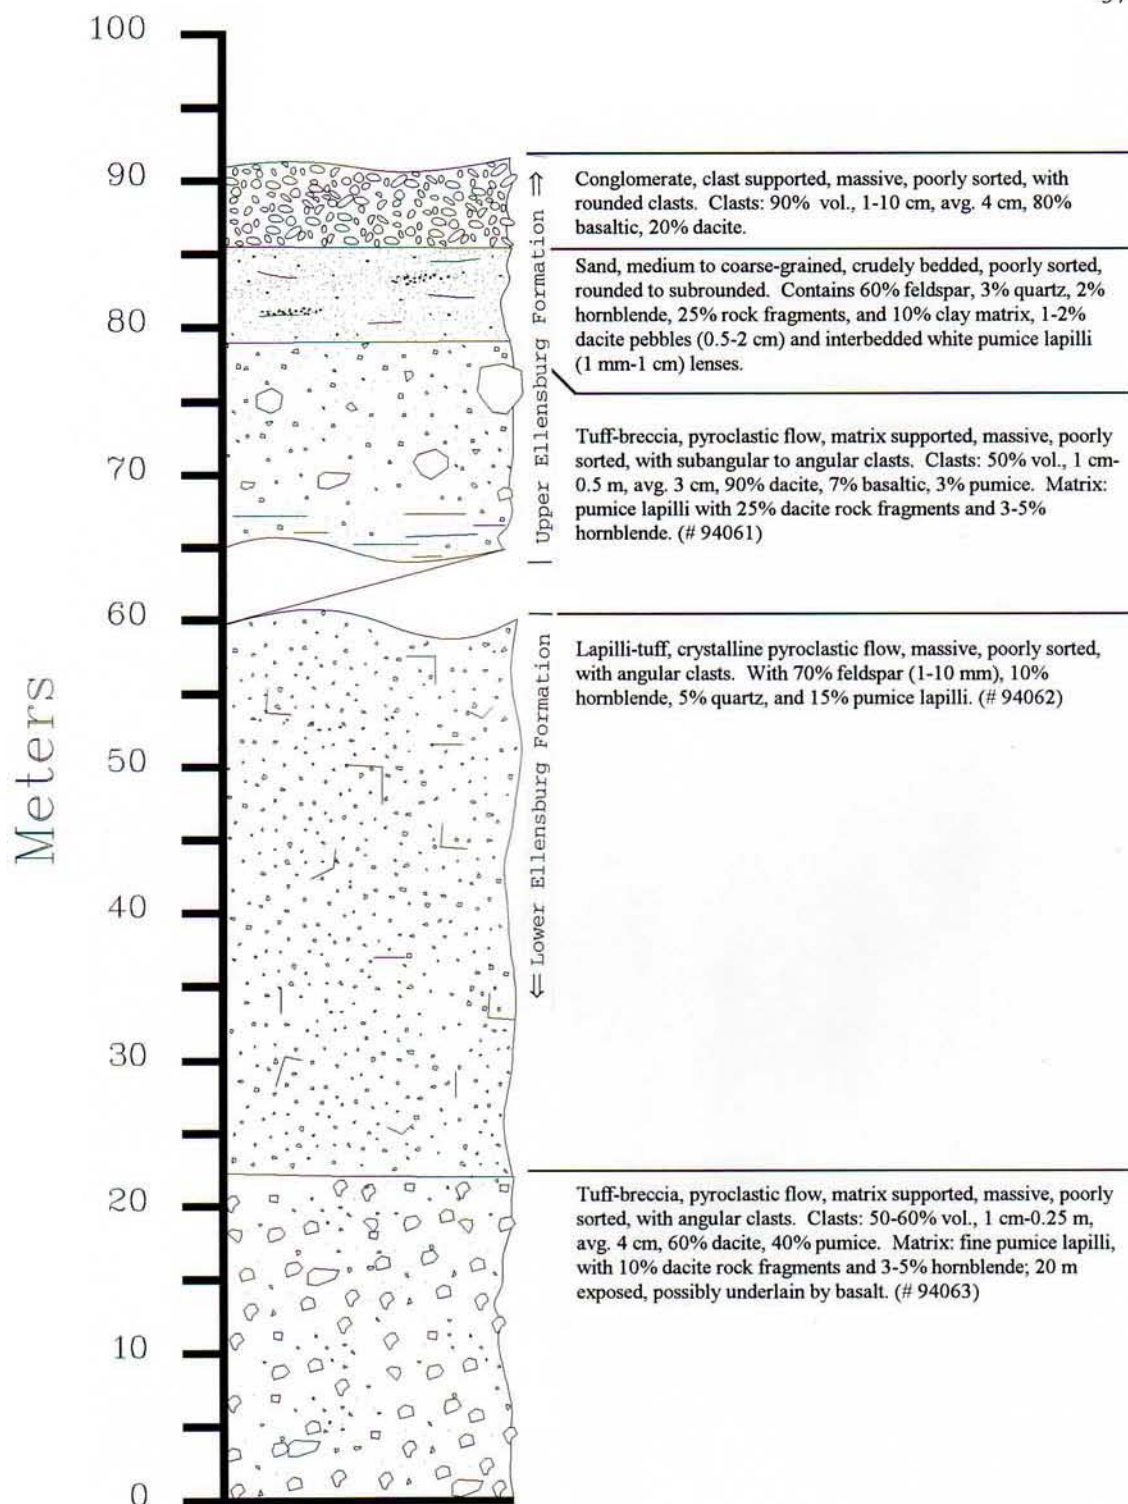 100
90
80
70
60
50
40
30
20
10
0
Meters
⇐ Lower Ellensburg Formation |
| Upper Ellensburg Formation ⇒
Conglomerate, clast supported, massive, poorly sorted, with
rounded clasts. Clasts: 90% vol., 1-10 cm, avg. 4 cm, 80%
basaltic, 20% dacite.
Sand, medium to coarse-grained, crudely bedded, poorly sorted,
rounded to subrounded. Contains 60% feldspar, 3% quartz, 2%
hornblende, 25% rock fragments, and 10% clay matrix, 1-2%
dacite pebbles (0.5-2 cm) and interbedded white pumice lapilli
(1 mm-1 cm) lenses.
Tuff-breccia, pyroclastic flow, matrix supported, massive, poorly
sorted, with subangular to angular clasts. Clasts: 50% vol., 1 cm-
0.5 m, avg. 3 cm, 90% dacite, 7% basaltic, 3% pumice. Matrix:
pumice lapilli with 25% dacite rock fragments and 3-5%
hornblende. (# 94061)
Lapilli-tuff, crystalline pyroclastic flow, massive, poorly sorted,
with angular clasts. With 70% feldspar (1-10 mm), 10%
hornblende, 5% quartz, and 15% pumice lapilli. (# 94062)
Tuff-breccia, pyroclastic flow, matrix supported, massive, poorly
sorted, with angular clasts. Clasts: 50-60% vol., 1 cm-0.25 m,
avg. 4 cm, 60% dacite, 40% pumice. Matrix: fine pumice lapilli,
with 10% dacite rock fragments and 3-5% hornblende; 20 m
exposed, possibly underlain by basalt. (# 94063)